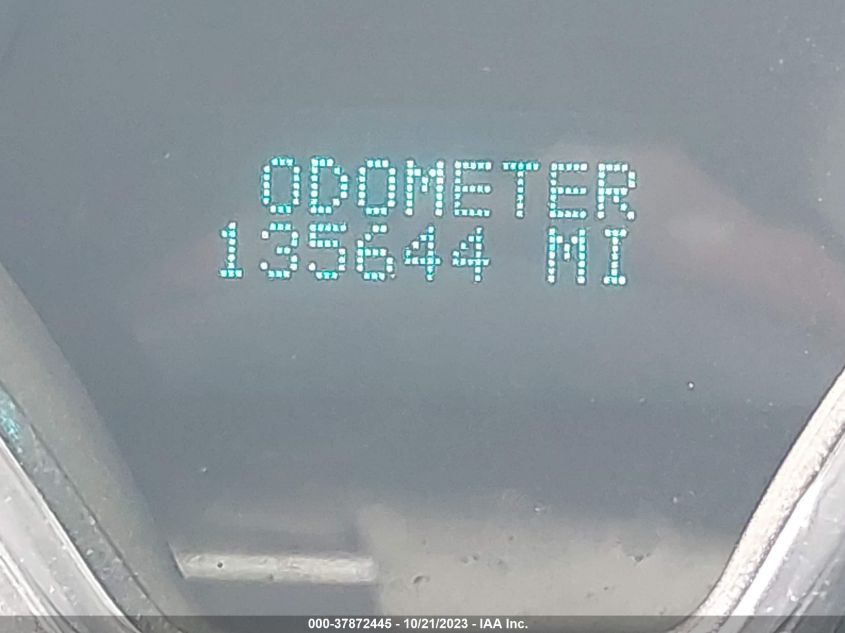 ODOMETER
135644 MI
000-37872445 - 10/21/2023 - IAA Inc.